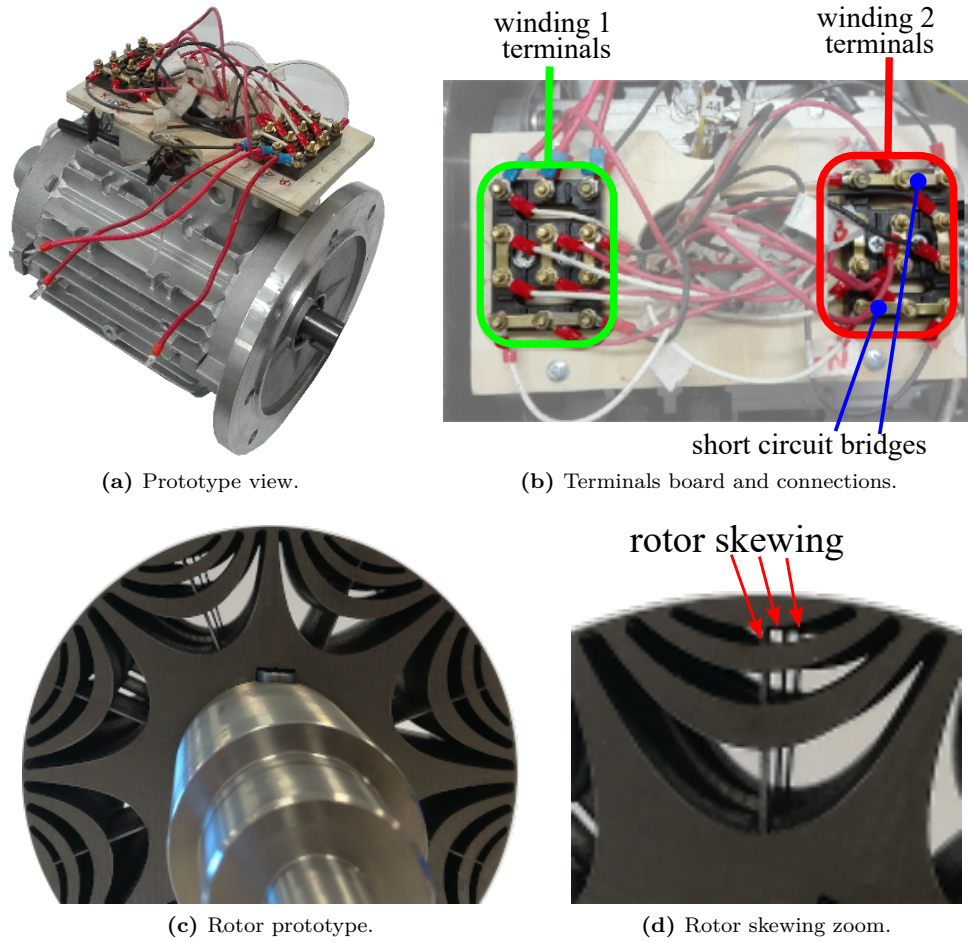 winding 1
terminals
winding 2
terminals
44
short circuit bridges
(a) Prototype view.
(b) Terminals board and connections.
rotor skewing
(c) Rotor prototype.
(d) Rotor skewing zoom.